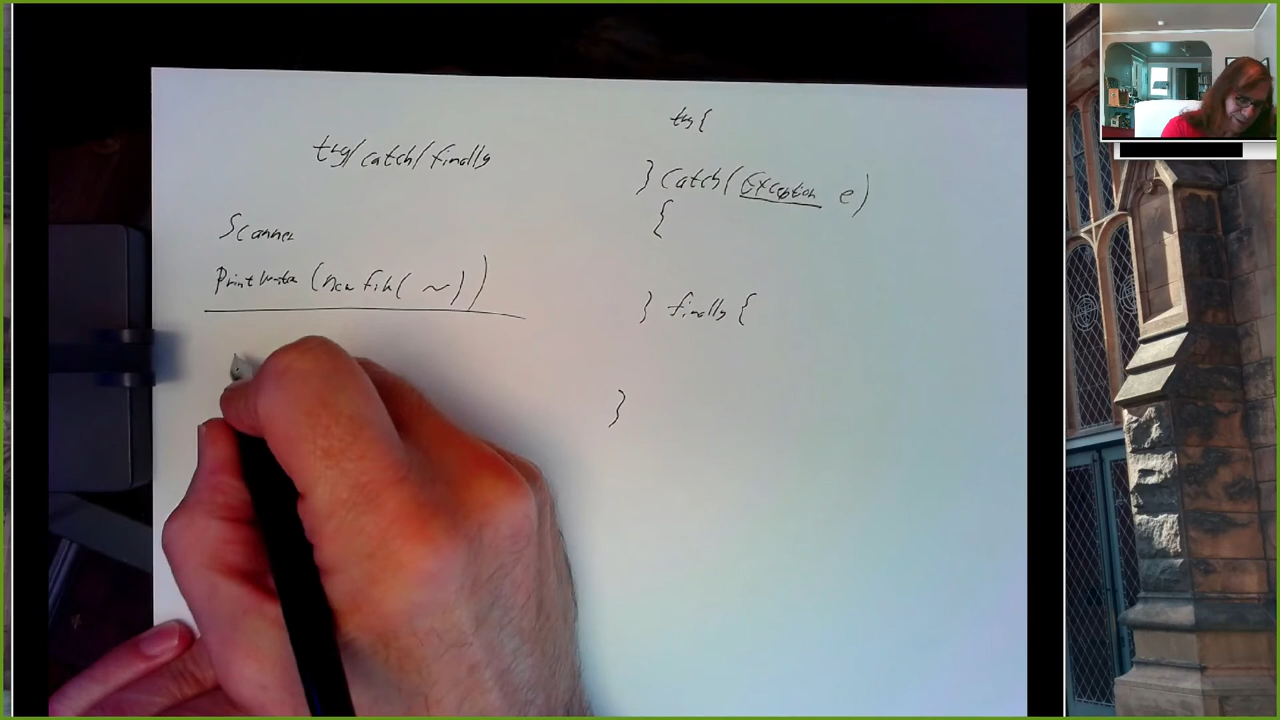 try/catch/finally
Scanner
PrintWriter (new File( ~ ))
try {
} catch (Exception e)
{
} finally {
}